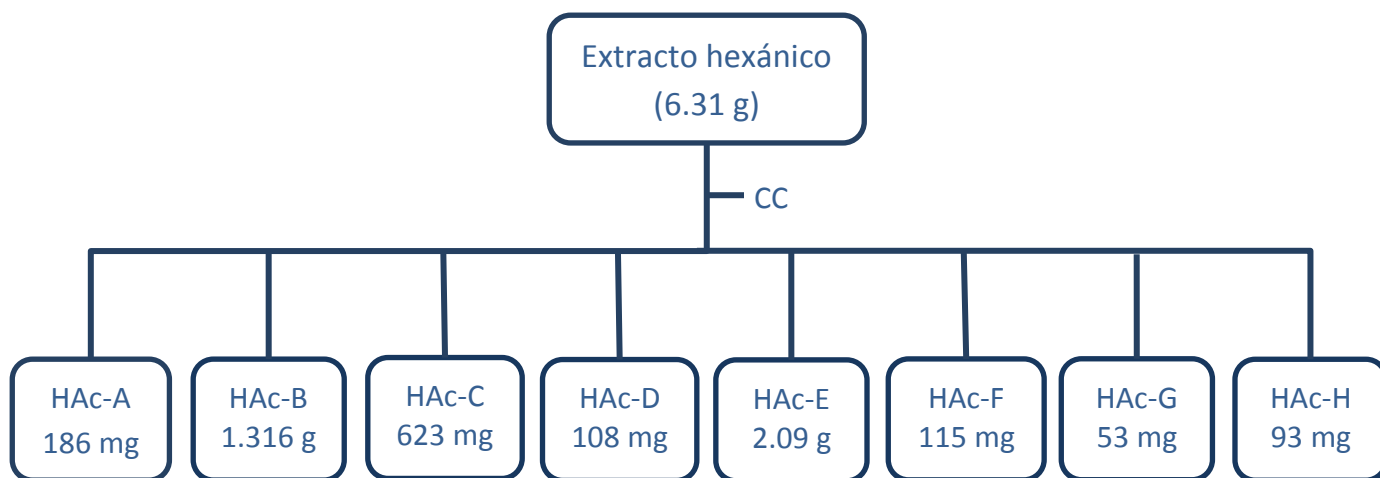 Extracto hexánico
(6.31 g)
CC
HAc-A
186 mg
HAc-B
1.316 g
HAc-C
623 mg
HAc-D
108 mg
HAc-E
2.09 g
HAc-F
115 mg
HAc-G
53 mg
HAc-H
93 mg